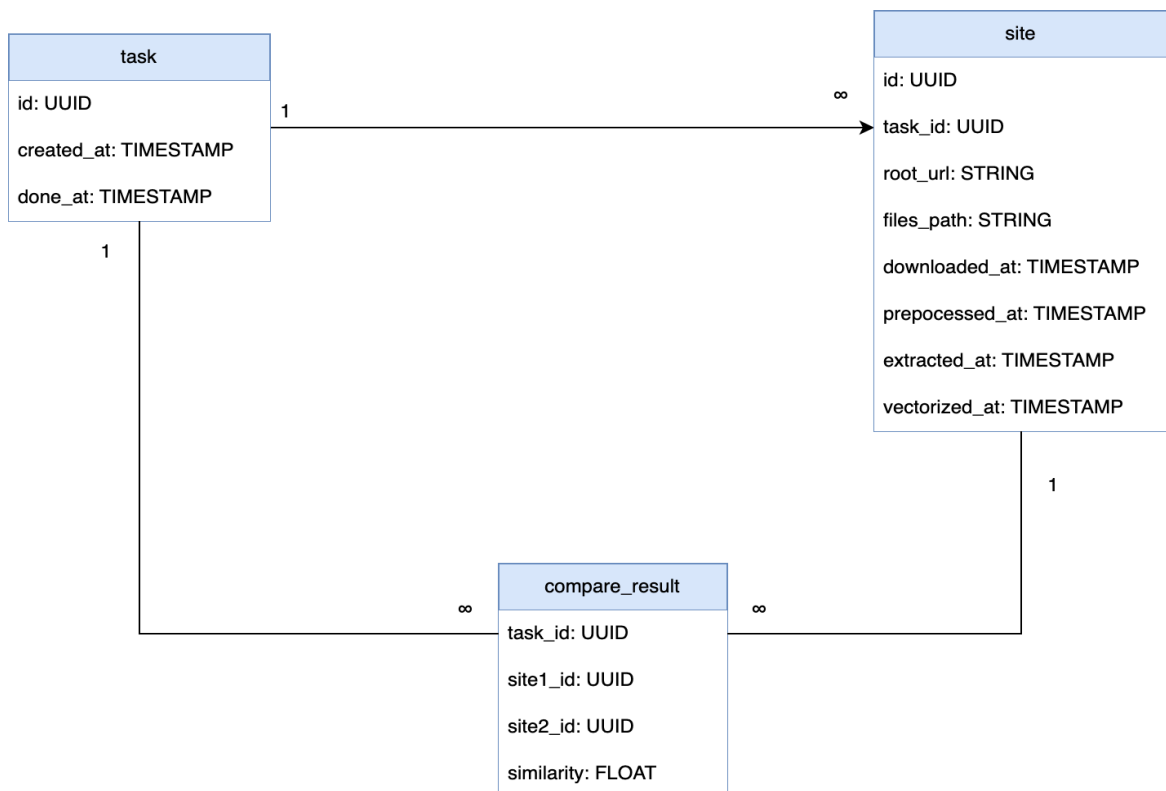 task
id: UUID
created_at: TIMESTAMP
done_at: TIMESTAMP
1
∞
site
id: UUID
task_id: UUID
root_url: STRING
files_path: STRING
downloaded_at: TIMESTAMP
prepocessed_at: TIMESTAMP
extracted_at: TIMESTAMP
vectorized_at: TIMESTAMP
1
1
∞
compare_result
∞
task_id: UUID
site1_id: UUID
site2_id: UUID
similarity: FLOAT